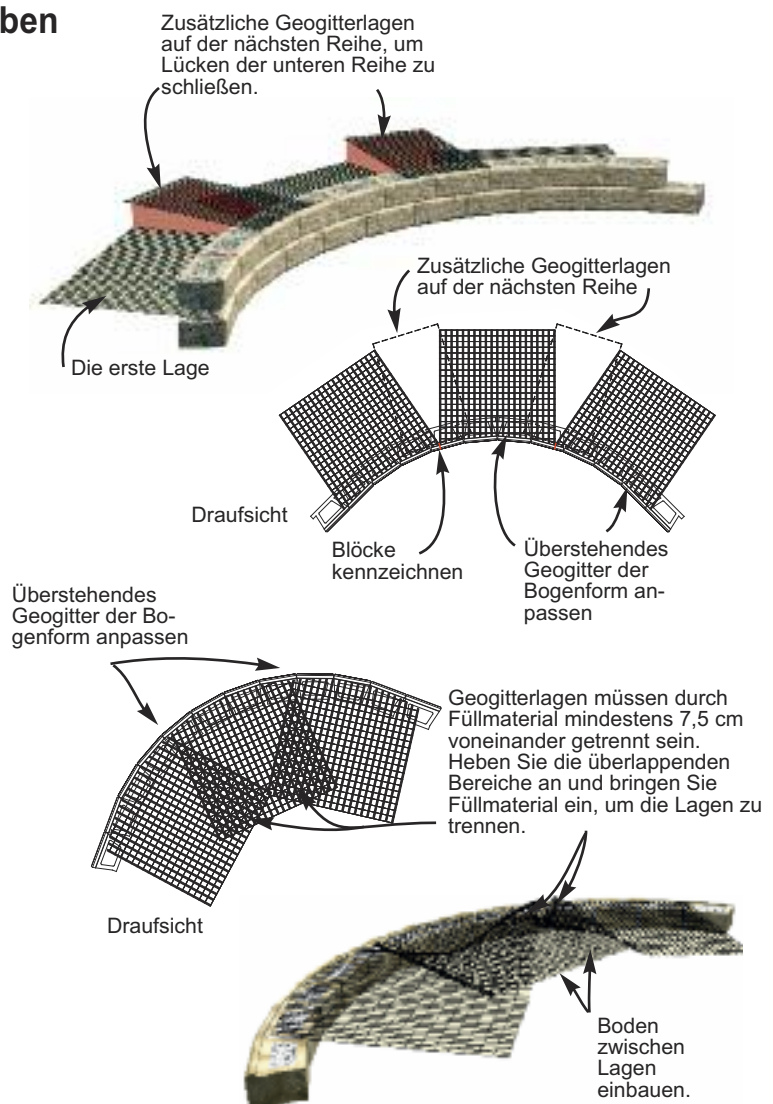 ben
Zusätzliche Geogitterlagen
auf der nächsten Reihe, um
Lücken der unteren Reihe zu
schließen.
Zusätzliche Geogitterlagen
auf der nächsten Reihe
Die erste Lage
Draufsicht
Blöcke
kennzeichnen
Überstehendes
Geogitter der
Bogenform an-
passen
Überstehendes
Geogitter der Bo-
genform anpassen
Geogitterlagen müssen durch
Füllmaterial mindestens 7,5 cm
voneinander getrennt sein.
Heben Sie die überlappenden
Bereiche an und bringen Sie
Füllmaterial ein, um die Lagen zu
trennen.
Draufsicht
Boden
zwischen
Lagen
einbauen.